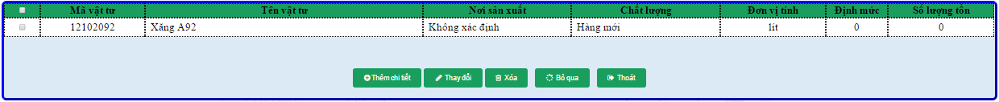 Mã vật tư Tên vật tư Nơi sản xuất Chất lượng Đơn vị tính Định mức Số lượng tồn
12102092 Xăng A92 Không xác định Hàng mới lít 0 0
Thêm chi tiết Thay đổi Xóa Bỏ qua Thoát